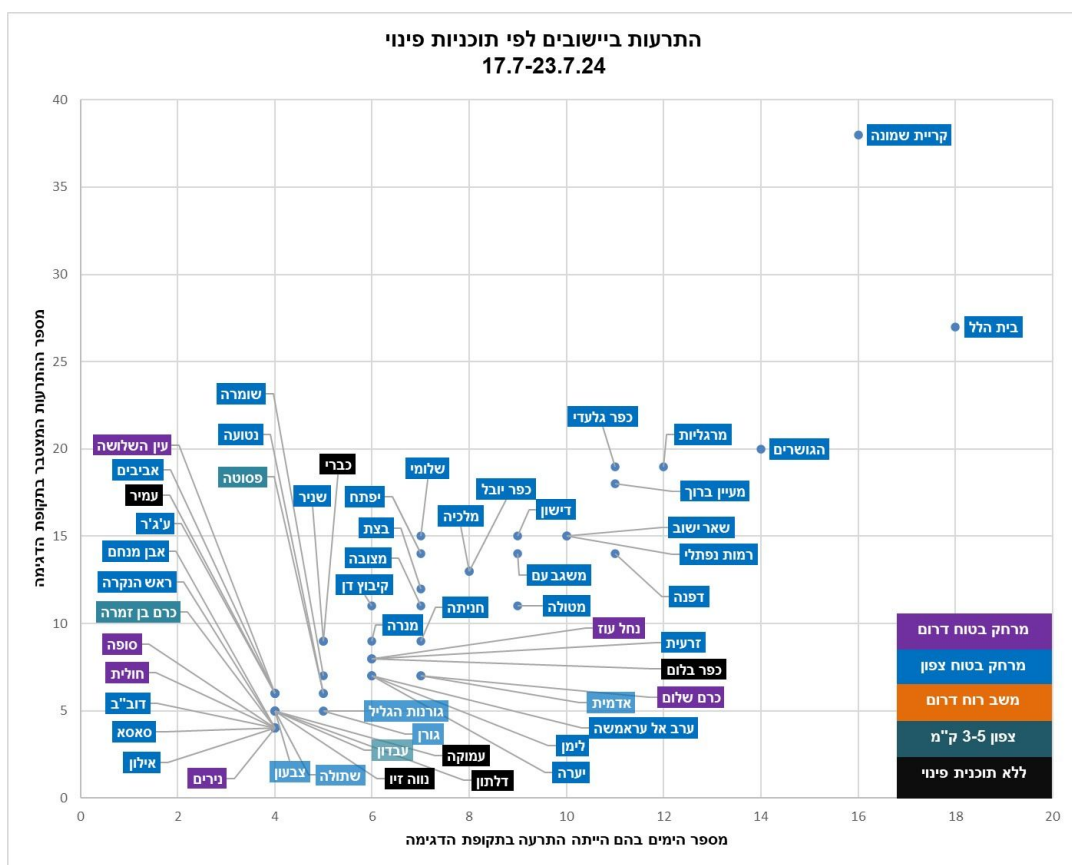 התרעות ביישובים לפי תוכניות פינוי
17.7-23.7.24
מספר ההתרעות המצטבר בתקופת הדגימה
40
35
30
25
20
15
10
5
0
קריית שמונה
בית הלל
שומרה
כפר גלעדי
מרגליות
הגושרים
נטועה
עין השלושה
כברי
שלומי
אביבים
פסוטה
שניר
יפתח
כפר יובל
מעיין ברוך
עמיר
מלכיה
דישון
ע'ג'ר
בצת
שאר ישוב
אבן מנחם
מצובה
רמות נפתלי
ראש הנקרה
קיבוץ דן
משגב עם
דפנה
כרם בן זמרה
חניתה
מטולה
מנרה
נחל עוז
סופה
זרעית
חולית
כפר בלום
דוב"ב
אדמית
כרם שלום
גורנות הגליל
סאסא
גורן
ערב אל עראמשה
עבדון
לימן
אילון
עמוקה
נירים
צבעון
שתולה
נווה זיו
דלתון
יערה
מרחק בטוח דרום
מרחק בטוח צפון
משב רוח דרום
צפון 3-5 ק"מ
ללא תוכנית פינוי
0 2 4 6 8 10 12 14 16 18 20
מספר הימים בהם הייתה התרעה בתקופת הדגימה